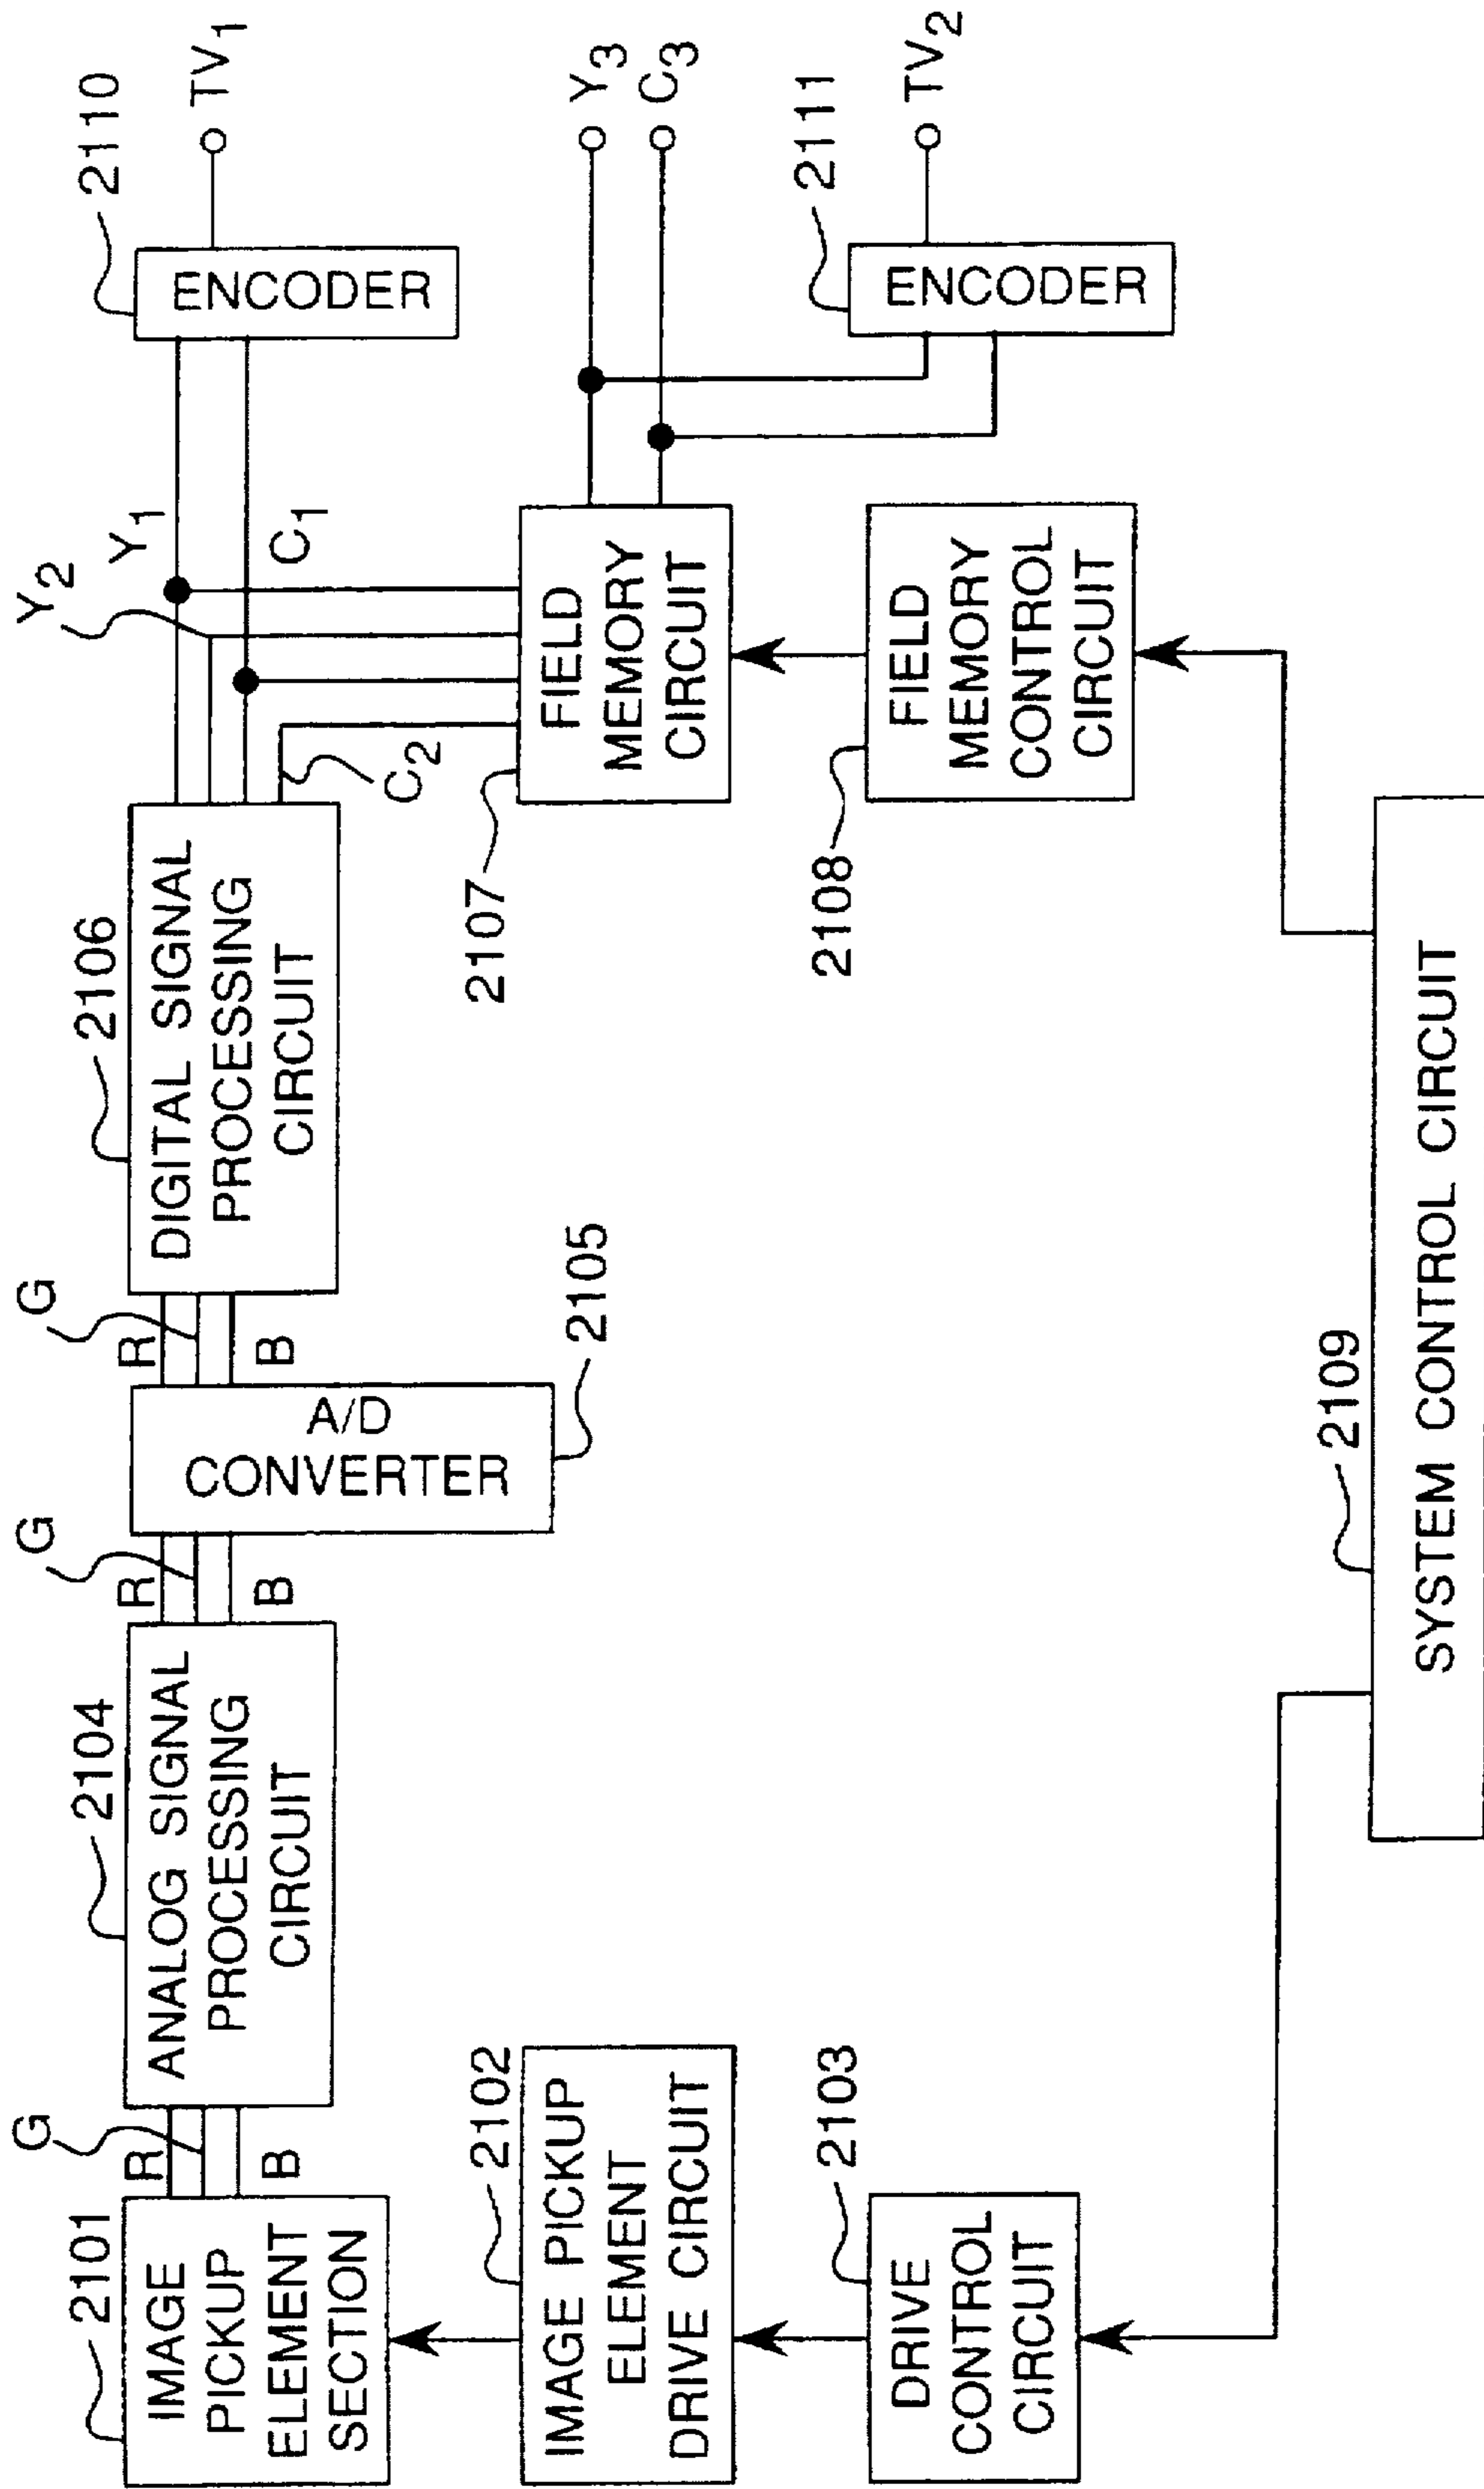 2101
IMAGE
PICKUP
ELEMENT
SECTION
R
G
B
2104
ANALOG SIGNAL
PROCESSING
CIRCUIT
R
G
B
A/D
CONVERTER
2105
R
G
B
2106
DIGITAL SIGNAL
PROCESSING
CIRCUIT
Y2
Y1
C1
C2
2110
ENCODER
TV1
2102
IMAGE PICKUP
ELEMENT
DRIVE CIRCUIT
2107
FIELD
MEMORY
CIRCUIT
Y3
C3
2103
DRIVE
CONTROL
CIRCUIT
2108
FIELD
MEMORY
CONTROL
CIRCUIT
2111
ENCODER
TV2
2109
SYSTEM CONTROL CIRCUIT